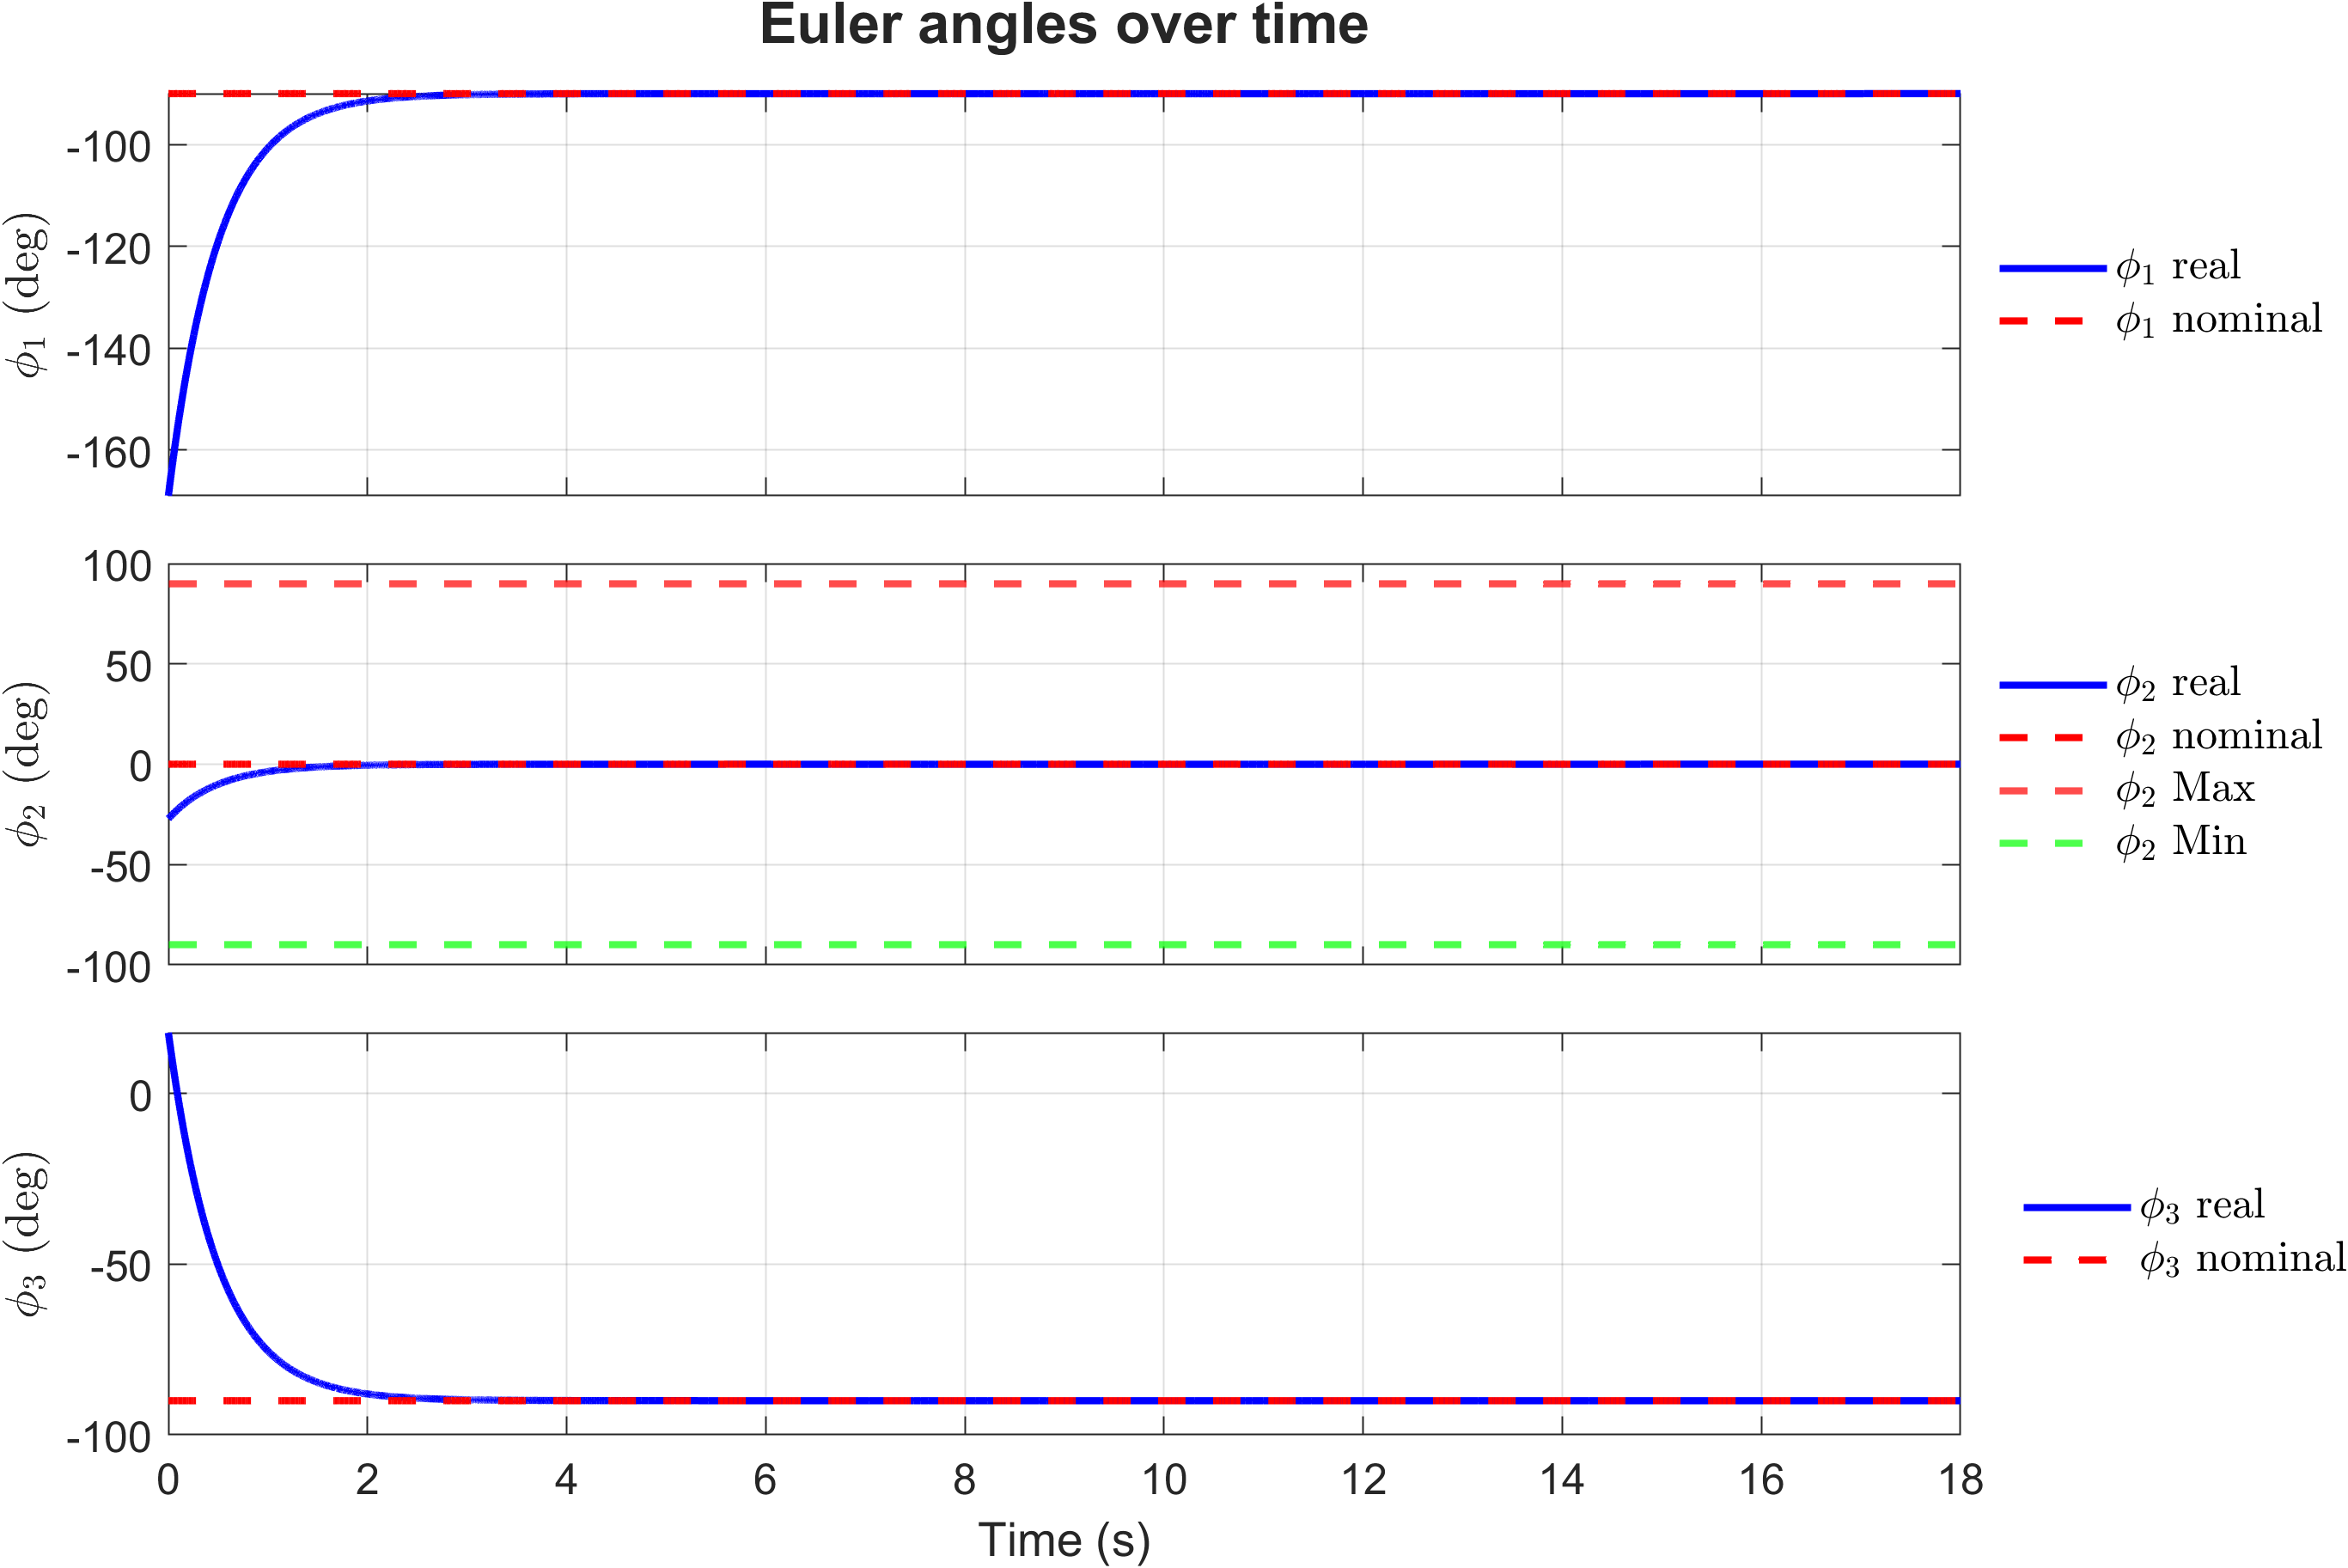 Euler angles over time
-100
-120
-140
-160
ϕ₁ (deg)
ϕ₁ real
ϕ₁ nominal
100
50
0
-50
-100
ϕ₂ (deg)
ϕ₂ real
ϕ₂ nominal
ϕ₂ Max
ϕ₂ Min
0
-50
-100
ϕ₃ (deg)
ϕ₃ real
ϕ₃ nominal
0 2 4 6 8 10 12 14 16 18
Time (s)